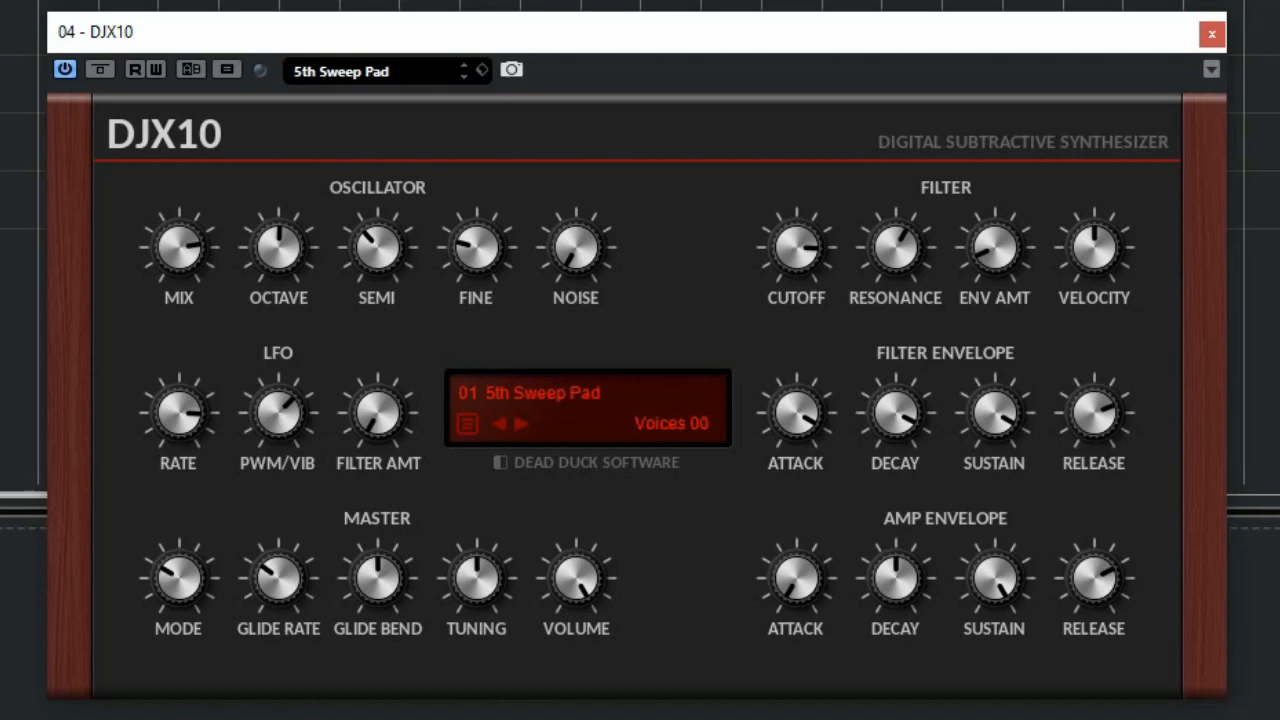 04 - DJX10
x
R W
5th Sweep Pad
DJX10
DIGITAL SUBTRACTIVE SYNTHESIZER
OSCILLATOR
MIX OCTAVE SEMI FINE NOISE
FILTER
CUTOFF RESONANCE ENV AMT VELOCITY
LFO
RATE PWM/VIB FILTER AMT
01 5th Sweep Pad
Voices 00
DEAD DUCK SOFTWARE
FILTER ENVELOPE
ATTACK DECAY SUSTAIN RELEASE
MASTER
MODE GLIDE RATE GLIDE BEND TUNING VOLUME
AMP ENVELOPE
ATTACK DECAY SUSTAIN RELEASE